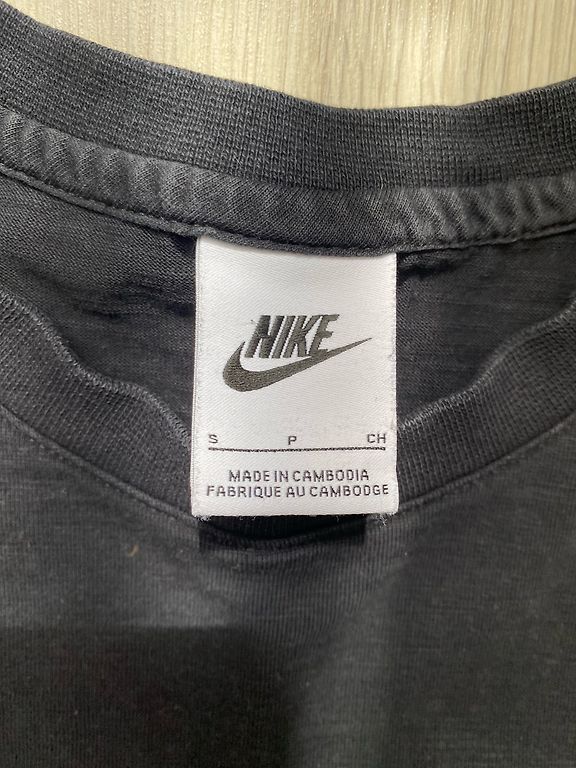 NIKE
S P CH
MADE IN CAMBODIA
FABRIQUE AU CAMBODGE